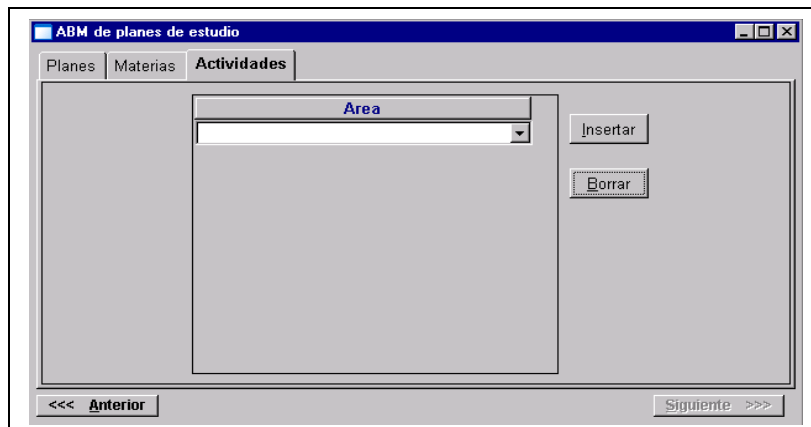 ABM de planes de estudio
Planes Materias Actividades
Area
Insertar
Borrar
<<< Anterior
Siguiente >>>